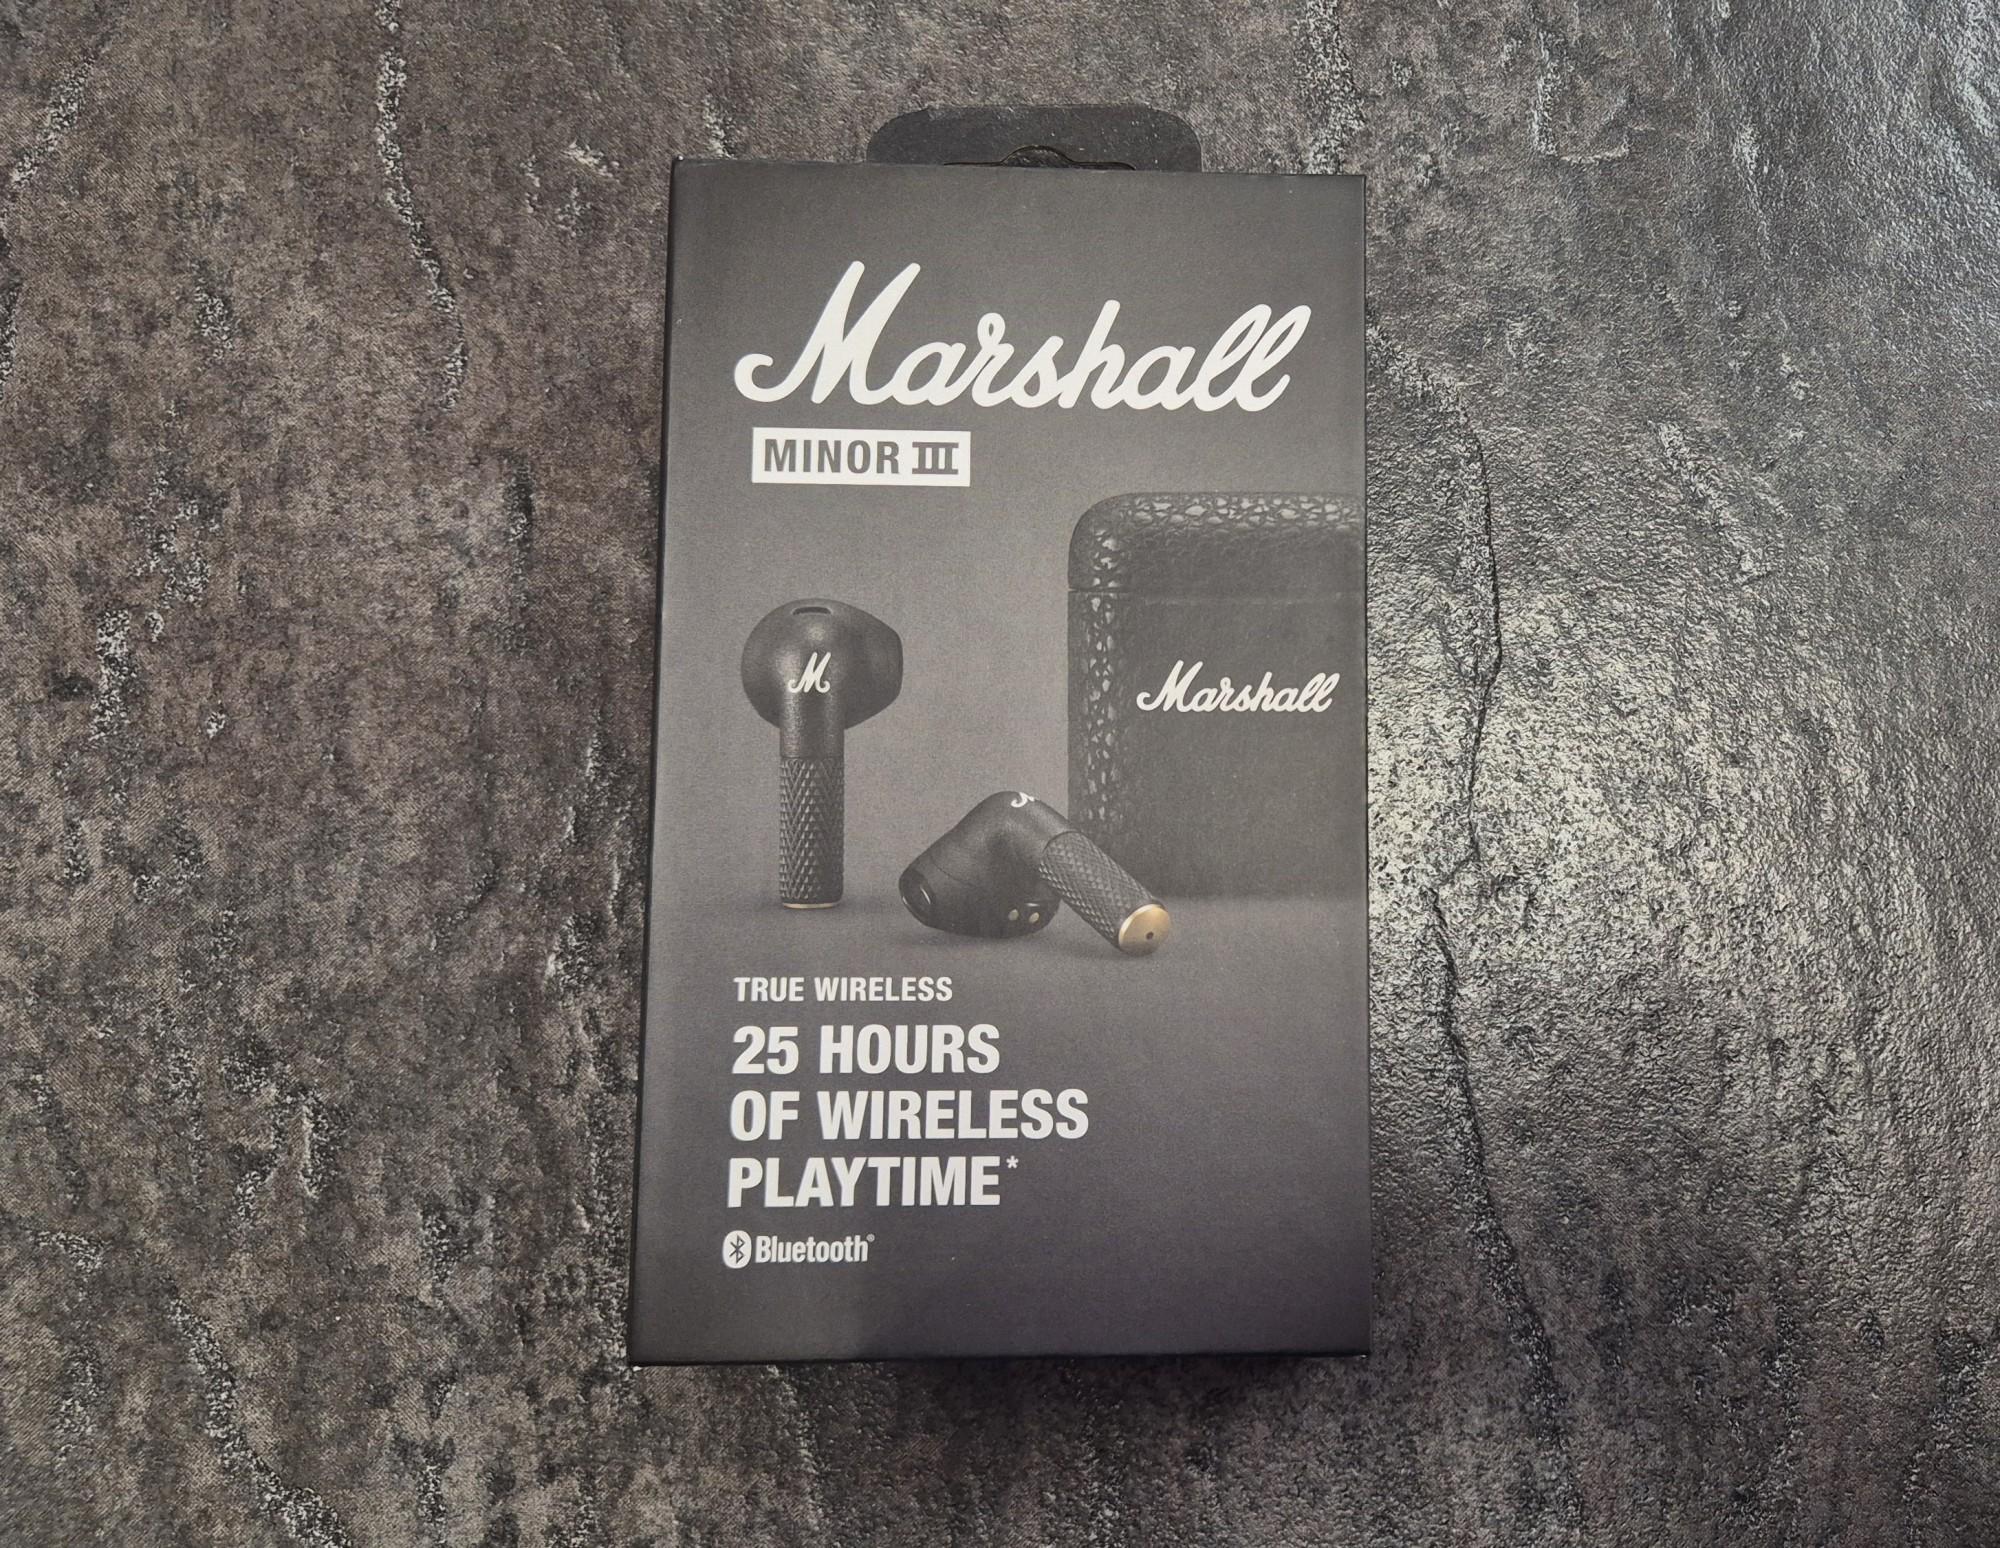 Marshall
MINOR III
M
Marshall
TRUE WIRELESS
25 HOURS
OF WIRELESS
PLAYTIME*
Bluetooth®